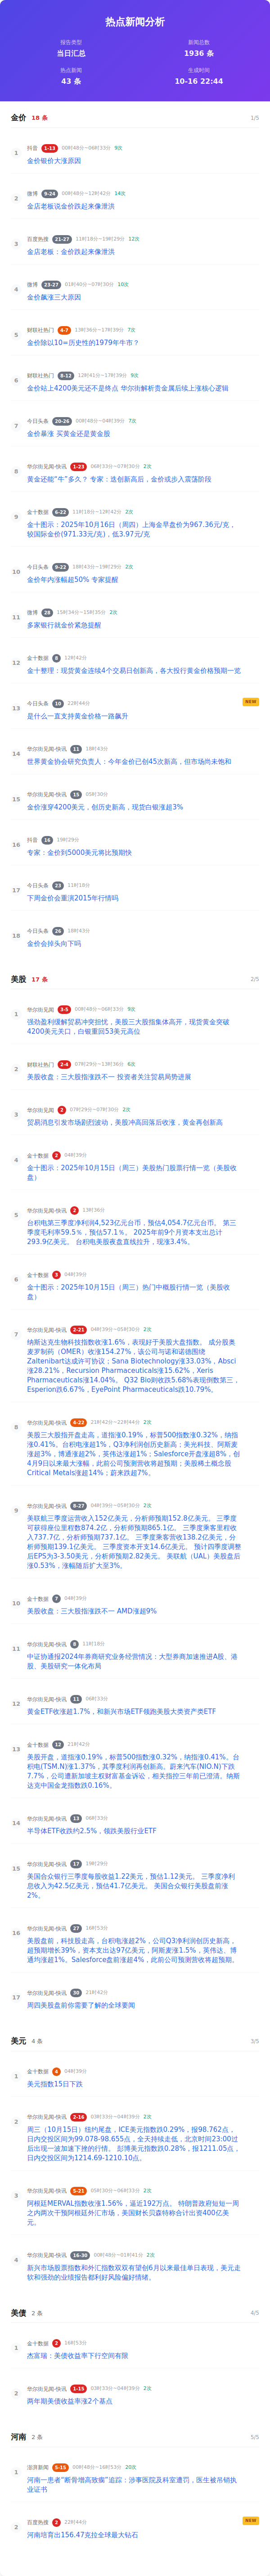 热点新闻分析
报告类型
当日汇总
新闻总数
1936 条
热点新闻
43 条
生成时间
10-16 22:44
金价 18 条 1/5
1 抖音 1-13 00时48分~06时33分 9次
金价银价大涨原因
2 微博 9-24 00时48分~12时42分 14次
金店老板说金价跌起来像泄洪
3 百度热搜 21-27 11时18分~19时29分 12次
金店老板：金价跌起来像泄洪
4 微博 23-27 01时40分~07时30分 10次
金价飙涨三大原因
5 财联社热门 4-7 13时36分~17时39分 7次
金价除以10=历史性的1979年牛市？
6 财联社热门 8-12 12时41分~17时39分 9次
金价站上4200美元还不是终点 华尔街解析贵金属后续上涨核心逻辑
7 今日头条 20-26 00时48分~04时39分 7次
金价暴涨 买黄金还是黄金股
8 华尔街见闻-快讯 1-23 06时33分~07时30分 2次
黄金还能“牛”多久？ 专家：迭创新高后，金价或步入震荡阶段
9 金十数据 6-22 11时18分~12时42分 2次
金十图示：2025年10月16日（周四）上海金早盘价为967.36元/克，
较国际金价(971.33元/克)，低3.97元/克
10 今日头条 9-22 18时43分~19时29分 2次
金价年内涨幅超50% 专家提醒
11 微博 28 15时34分~15时35分 2次
多家银行就金价紧急提醒
12 金十数据 8 12时42分
金十整理：现货黄金连续4个交易日创新高，各大投行黄金价格预期一览
13 今日头条 10 22时44分 NEW
是什么一直支持黄金价格一路飙升
14 华尔街见闻-快讯 11 18时43分
世界黄金协会研究负责人：今年金价已创45次新高，但市场尚未饱和
15 华尔街见闻-快讯 15 05时30分
金价涨穿4200美元，创历史新高，现货白银涨超3%
16 抖音 16 19时29分
专家：金价到5000美元将比预期快
17 今日头条 23 11时18分
下周金价会重演2015年行情吗
18 今日头条 26 18时43分
金价会掉头向下吗
美股 17 条 2/5
1 华尔街见闻 3-5 00时48分~06时33分 9次
强劲盈利缓解贸易冲突担忧，美股三大股指集体高开，现货黄金突破
4200美元关口，白银重回53美元高位
2 财联社热门 2-4 07时29分~13时36分 6次
美股收盘：三大股指涨跌不一 投资者关注贸易局势进展
3 华尔街见闻 2 07时29分~07时30分 2次
贸易消息引发市场剧烈波动，美股冲高回落后收涨，黄金再创新高
4 金十数据 2 04时39分
金十图示：2025年10月15日（周三）美股热门股票行情一览（美股收
盘）
5 华尔街见闻-快讯 2 13时36分
台积电第三季度净利润4,523亿元台币，预估4,054.7亿元台币。 第三
季度毛利率59.5%，预估57.1%。 2025年前9个月资本支出总计
293.9亿美元。 台积电美股夜盘直线拉升，现涨3.4%。
6 金十数据 3 04时39分
金十图示：2025年10月15日（周三）热门中概股行情一览（美股收
盘）
7 华尔街见闻-快讯 2-21 04时39分~05时30分 2次
纳斯达克生物科技指数收涨1.6%，表现好于美股大盘指数。 成分股奥
麦罗制药（OMER）收涨154.27%，该公司与诺和诺德围绕
Zaltenibart达成许可协议；Sana Biotechnology涨33.03%，Absci
涨28.21%，Recursion Pharmaceuticals涨15.62%，Xeris
Pharmaceuticals涨14.04%。 Q32 Bio则收跌5.68%表现倒数第三，
Esperion跌6.67%，EyePoint Pharmaceuticals跌10.79%。
8 华尔街见闻-快讯 4-22 21时42分~22时44分 2次
美股三大股指开盘走高，道指涨0.19%，标普500指数涨0.32%，纳指
涨0.41%。台积电涨超1%，Q3净利润创历史新高；美光科技、阿斯麦
涨超3%，博通涨超2%，英伟达涨超1%；Salesforce开盘涨超8%，创
4月9日以来最大涨幅，此前公司预测营收将超预期；美股稀土概念股
Critical Metals涨超14%；蔚来跌超7%。
9 华尔街见闻-快讯 8-27 04时39分~05时30分 2次
美联航三季度运营收入152亿美元，分析师预期152.8亿美元。 三季度
可获得座位里程数874.2亿，分析师预期865.1亿。 三季度乘客里程收
入737.7亿，分析师预期737.1亿。 三季度乘客营收138.2亿美元，分
析师预期139.1亿美元。 三季度资本开支14.6亿美元。 预计四季度调整
后EPS为3-3.50美元，分析师预期2.82美元。 美联航（UAL）美股盘后
涨0.53%，涨幅随后扩大至3%。
10 金十数据 7 04时39分
美股收盘：三大股指涨跌不一 AMD涨超9%
11 华尔街见闻-快讯 8 11时18分
中证协通报2024年券商研究业务经营情况：大型券商加速推进A股、港
股、美股研究一体化布局
12 华尔街见闻-快讯 11 06时33分
黄金ETF收涨超1.7%，和新兴市场ETF领跑美股大类资产类ETF
13 金十数据 12 21时42分
美股开盘，道指涨0.19%，标普500指数涨0.32%，纳指涨0.41%。台积
电(TSM.N)涨1.37%，其季度利润再创新高。蔚来汽车(NIO.N)下跌
7.7%，公司遭新加坡主权财富基金诉讼，相关指控三年前已澄清。纳斯
达克中国金龙指数跌0.16%。
14 华尔街见闻-快讯 13 06时33分
半导体ETF收跌约2.5%，领跌美股行业ETF
15 华尔街见闻-快讯 17 19时29分
美国合众银行三季度每股收益1.22美元，预估1.12美元。 三季度净利
息收入为42.5亿美元，预估41.7亿美元。 美国合众银行美股盘前涨
2%。
16 华尔街见闻-快讯 27 16时53分
美股盘前，科技股走高，台积电涨超2%，公司Q3净利润创历史新高，
超预期增长39%，资本支出达97亿美元，阿斯麦涨1.5%，英伟达、博
通均涨超1%。Salesforce盘前涨超4%，此前公司预测营收将超预期。
17 华尔街见闻-快讯 30 21时42分
周四美股盘前你需要了解的全球要闻
美元 4 条 3/5
1 金十数据 4 04时39分
美元指数15日下跌
2 华尔街见闻-快讯 2-16 03时33分~04时39分 2次
周三（10月15日）纽约尾盘，ICE美元指数跌0.29%，报98.762点，
日内交投区间为99.078-98.655点，全天持续走低，北京时间23:00过
后出现一波加速下挫的行情。 彭博美元指数跌0.28%，报1211.05点，
日内交投区间为1214.69-1210.10点。
3 华尔街见闻-快讯 5-21 05时30分~06时33分 2次
阿根廷MERVAL指数收涨1.56%，逼近192万点。 特朗普政府短短一周
之内两次干预阿根廷外汇市场，美国财长贝森特称合计出资400亿美
元。
4 华尔街见闻-快讯 16-30 00时48分~01时41分 2次
新兴市场股票指数和外汇指数双双有望创6月以来最佳单日表现，美元走
软和强劲的业绩报告都利好风险偏好情绪。
美债 2 条 4/5
1 金十数据 2 16时53分
杰富瑞：美债收益率下行空间有限
2 华尔街见闻-快讯 1-15 03时33分~04时39分 2次
两年期美债收益率涨2个基点
河南 2 条 5/5
1 澎湃新闻 5-15 00时48分~16时53分 20次
河南一患者“断骨增高致瘸”追踪：涉事医院及科室遭罚，医生被吊销执
业证书
2 百度热搜 2 22时44分 NEW
河南培育出156.47克拉全球最大钻石